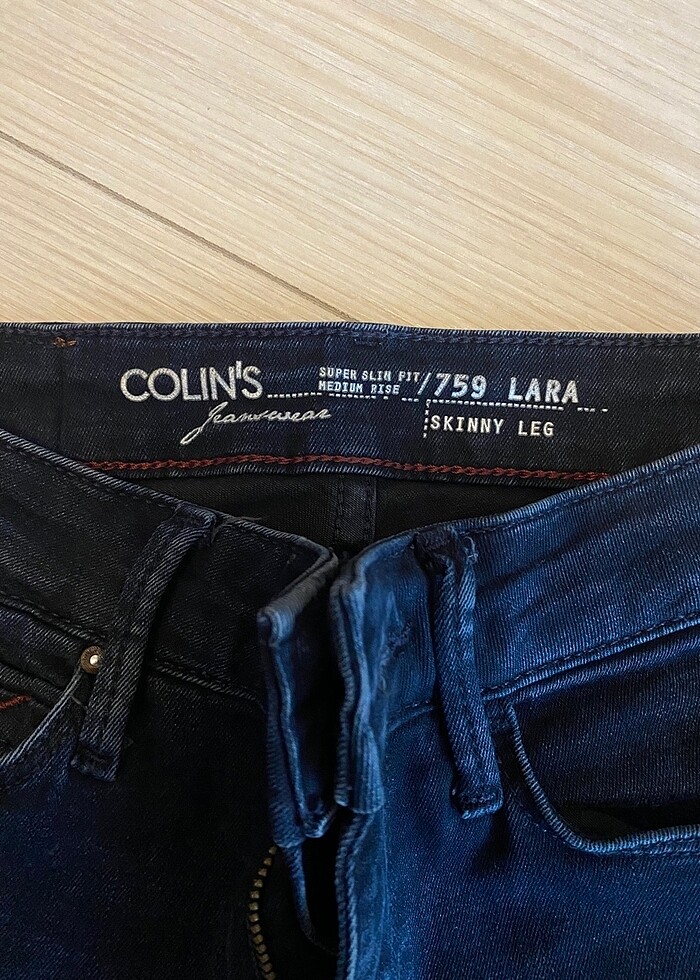 COLIN'S
Jeanswear
SUPER SLIM FIT/
MEDIUM RISE
/759 LARA
SKINNY LEG